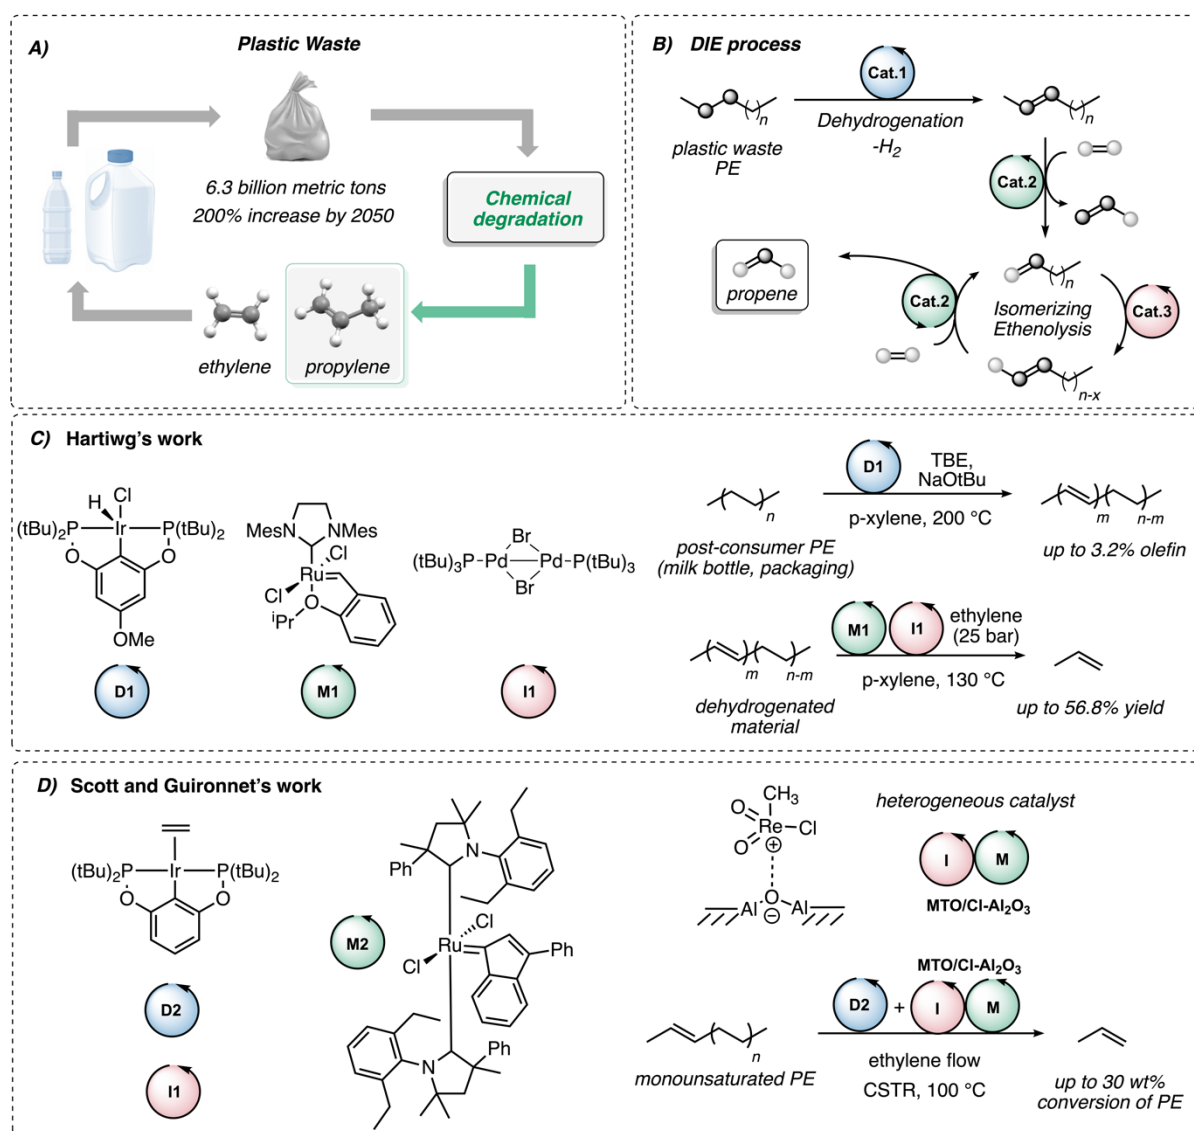 A)
Plastic Waste
6.3 billion metric tons
200% increase by 2050
Chemical
degradation
ethylene
propylene
B) DIE process
Cat.1
n
Dehydrogenation
-H2
n
plastic waste
PE
Cat.2
propene
Cat.2
n
Isomerizing
Ethenolysis
Cat.3
n-x
C) Hartiwg's work
H
Cl
(tBu)2P
Ir
P(tBu)2
O
O
OMe
D1
MesN
NMes
Cl
Ru
Cl
O
iPr
M1
Br
(tBu)3P
Pd
Pd
P(tBu)3
Br
I1
n
post-consumer PE
(milk bottle, packaging)
D1
TBE,
NaOtBu
p-xylene, 200 °C
m
n-m
up to 3.2% olefin
m
n-m
dehydrogenated
material
M1
I1
ethylene
(25 bar)
p-xylene, 130 °C
up to 56.8% yield
D) Scott and Guironnet's work
(tBu)2P
Ir
P(tBu)2
O
O
D2
I1
Ph
N
M2
Cl
Ru
Cl
Ph
Ph
N
CH3
O
Re
Cl
O
⊕
Al
O
Al
⊖
heterogeneous catalyst
I
M
MTO/Cl-Al2O3
n
monounsaturated PE
MTO/Cl-Al2O3
D2
+
I
M
ethylene flow
CSTR, 100 °C
up to 30 wt%
conversion of PE